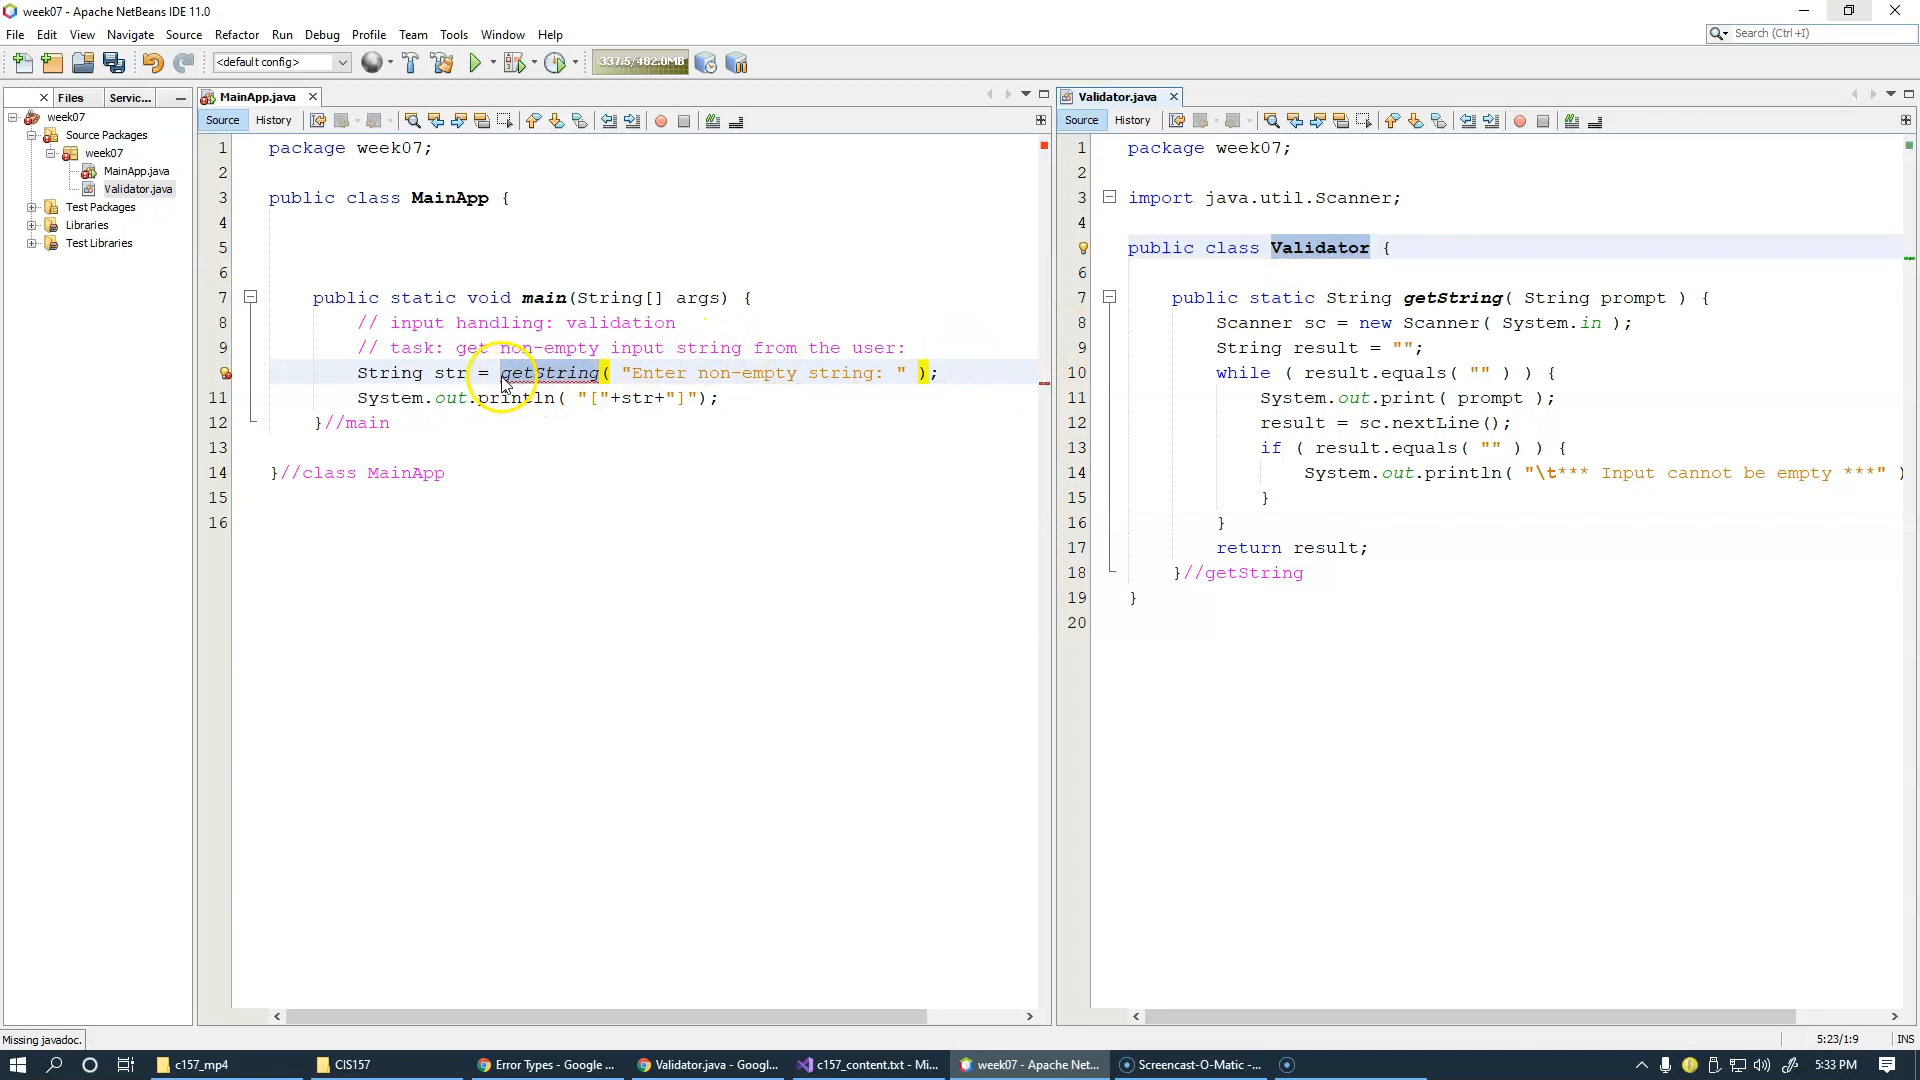 week07 - Apache NetBeans IDE 11.0
File Edit View Navigate Source Refactor Run Debug Profile Team Tools Window Help
Search (Ctrl+I)
<default config>
337.5/482.0MB
Files Servic...
week07
Source Packages
week07
MainApp.java
Validator.java
Test Packages
Libraries
Test Libraries
MainApp.java
Source History
1 package week07;
2
3 public class MainApp {
4
5
6
7 public static void main(String[] args) {
8 // input handling: validation
9 // task: get non-empty input string from the user:
String str = getString( "Enter non-empty string: " );
11 System.out.println( "["+str+"]");
12 }//main
13
14 }//class MainApp
15
16
Validator.java
Source History
1 package week07;
2
3 import java.util.Scanner;
4
public class Validator {
6
7 public static String getString( String prompt ) {
8 Scanner sc = new Scanner( System.in );
9 String result = "";
10 while ( result.equals( "" ) ) {
11 System.out.print( prompt );
12 result = sc.nextLine();
13 if ( result.equals( "" ) ) {
14 System.out.println( "\t*** Input cannot be empty ***" )
15 }
16 }
17 return result;
18 }//getString
19 }
20
Missing javadoc.
5:23/1:9 INS
c157_mp4
CIS157
Error Types - Google ...
Validator.java - Googl...
c157_content.txt - Mi...
week07 - Apache Net...
Screencast-O-Matic -...
5:33 PM